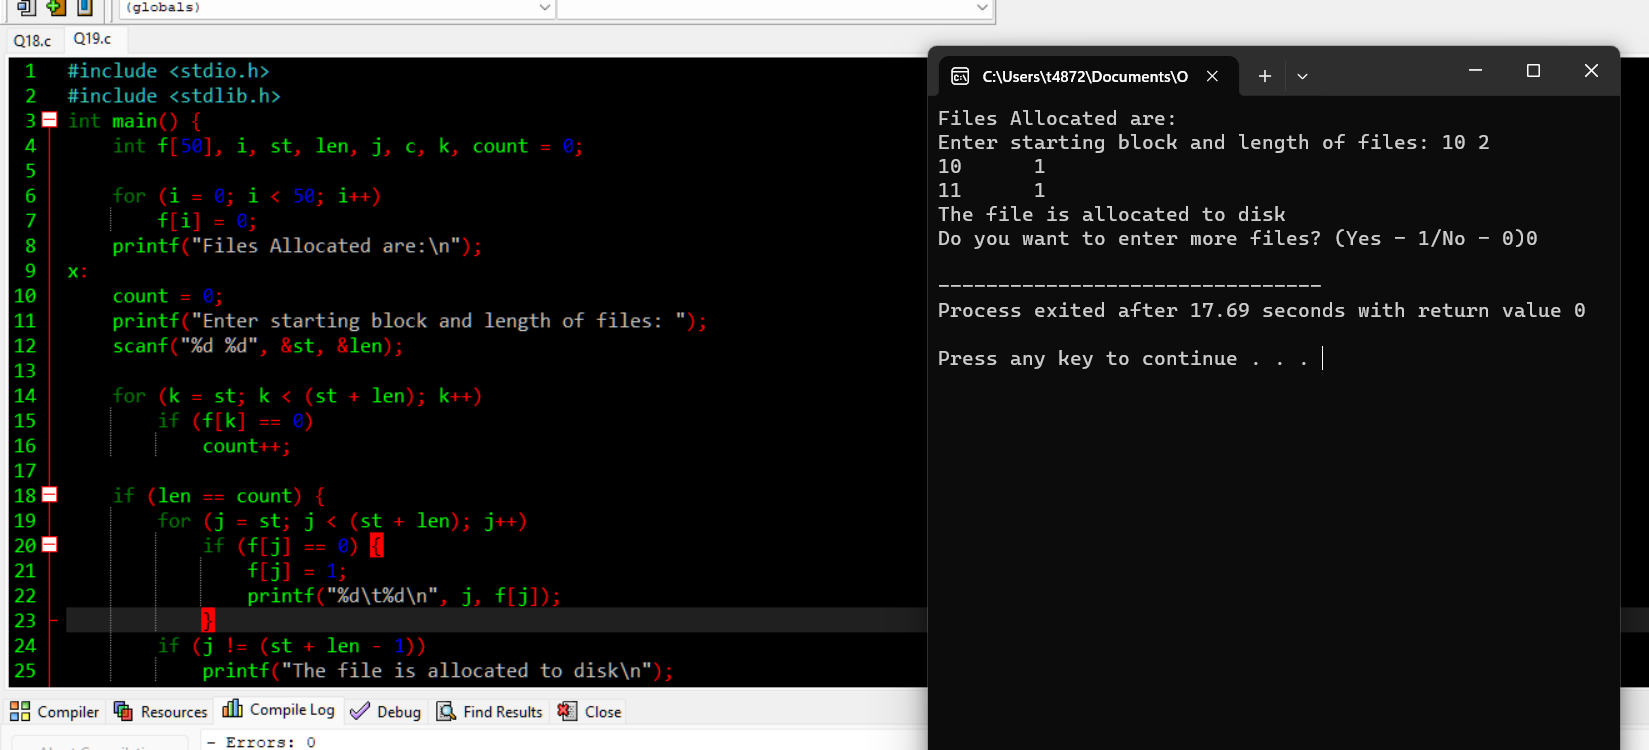 (globals)
Q18.c Q19.c
1 #include <stdio.h>
2 #include <stdlib.h>
3 int main() {
4 int f[50], i, st, len, j, c, k, count = 0;
5
6 for (i = 0; i < 50; i++)
7 f[i] = 0;
8 printf("Files Allocated are:\n");
9 x:
10 count = 0;
11 printf("Enter starting block and length of files: ");
12 scanf("%d %d", &st, &len);
13
14 for (k = st; k < (st + len); k++)
15 if (f[k] == 0)
16 count++;
17
18 if (len == count) {
19 for (j = st; j < (st + len); j++)
20 if (f[j] == 0) {
21 f[j] = 1;
22 printf("%d\t%d\n", j, f[j]);
23 }
24 if (j != (st + len - 1))
25 printf("The file is allocated to disk\n");
Compiler Resources Compile Log Debug Find Results Close
- Errors: 0
C:\Users\t4872\Documents\O
Files Allocated are:
Enter starting block and length of files: 10 2
10 1
11 1
The file is allocated to disk
Do you want to enter more files? (Yes - 1/No - 0)0
--------------------------------
Process exited after 17.69 seconds with return value 0
Press any key to continue . . .